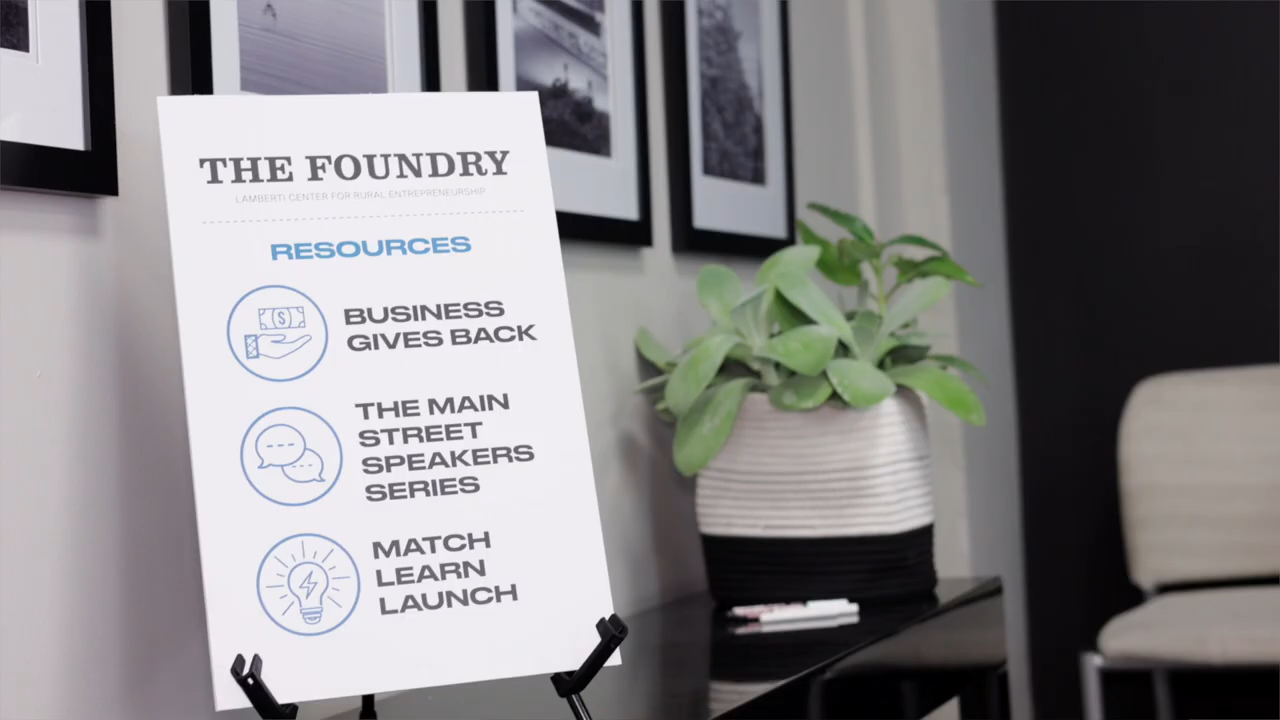 THE FOUNDRY
LAMBERTI CENTER FOR RURAL ENTREPRENEURSHIP
RESOURCES
$
BUSINESS
GIVES BACK
THE MAIN
STREET
SPEAKERS
SERIES
MATCH
LEARN
LAUNCH